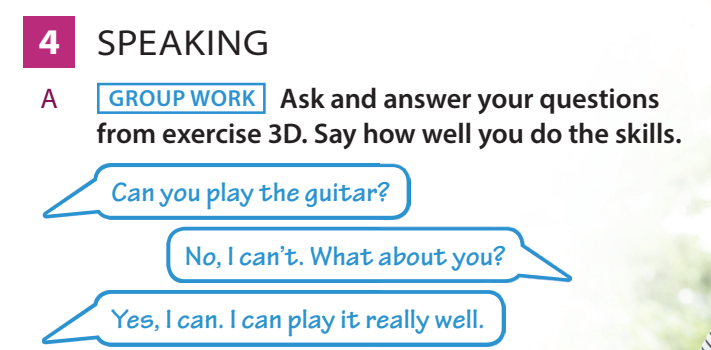 4 SPEAKING
A GROUP WORK Ask and answer your questions
from exercise 3D. Say how well you do the skills.
Can you play the guitar?
No, I can't. What about you?
Yes, I can. I can play it really well.